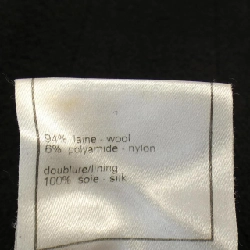 94% laine - wool
6% polyamide - nylon
doublure/lining
100% soie - silk